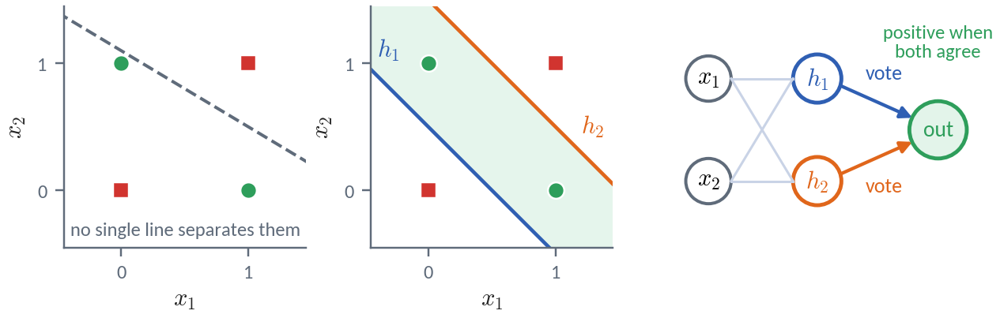 1
0
x₂
no single line separates them
0
1
x₁
h₁
h₂
1
0
x₂
0
1
x₁
x₁
x₂
h₁
h₂
vote
vote
out
positive when
both agree